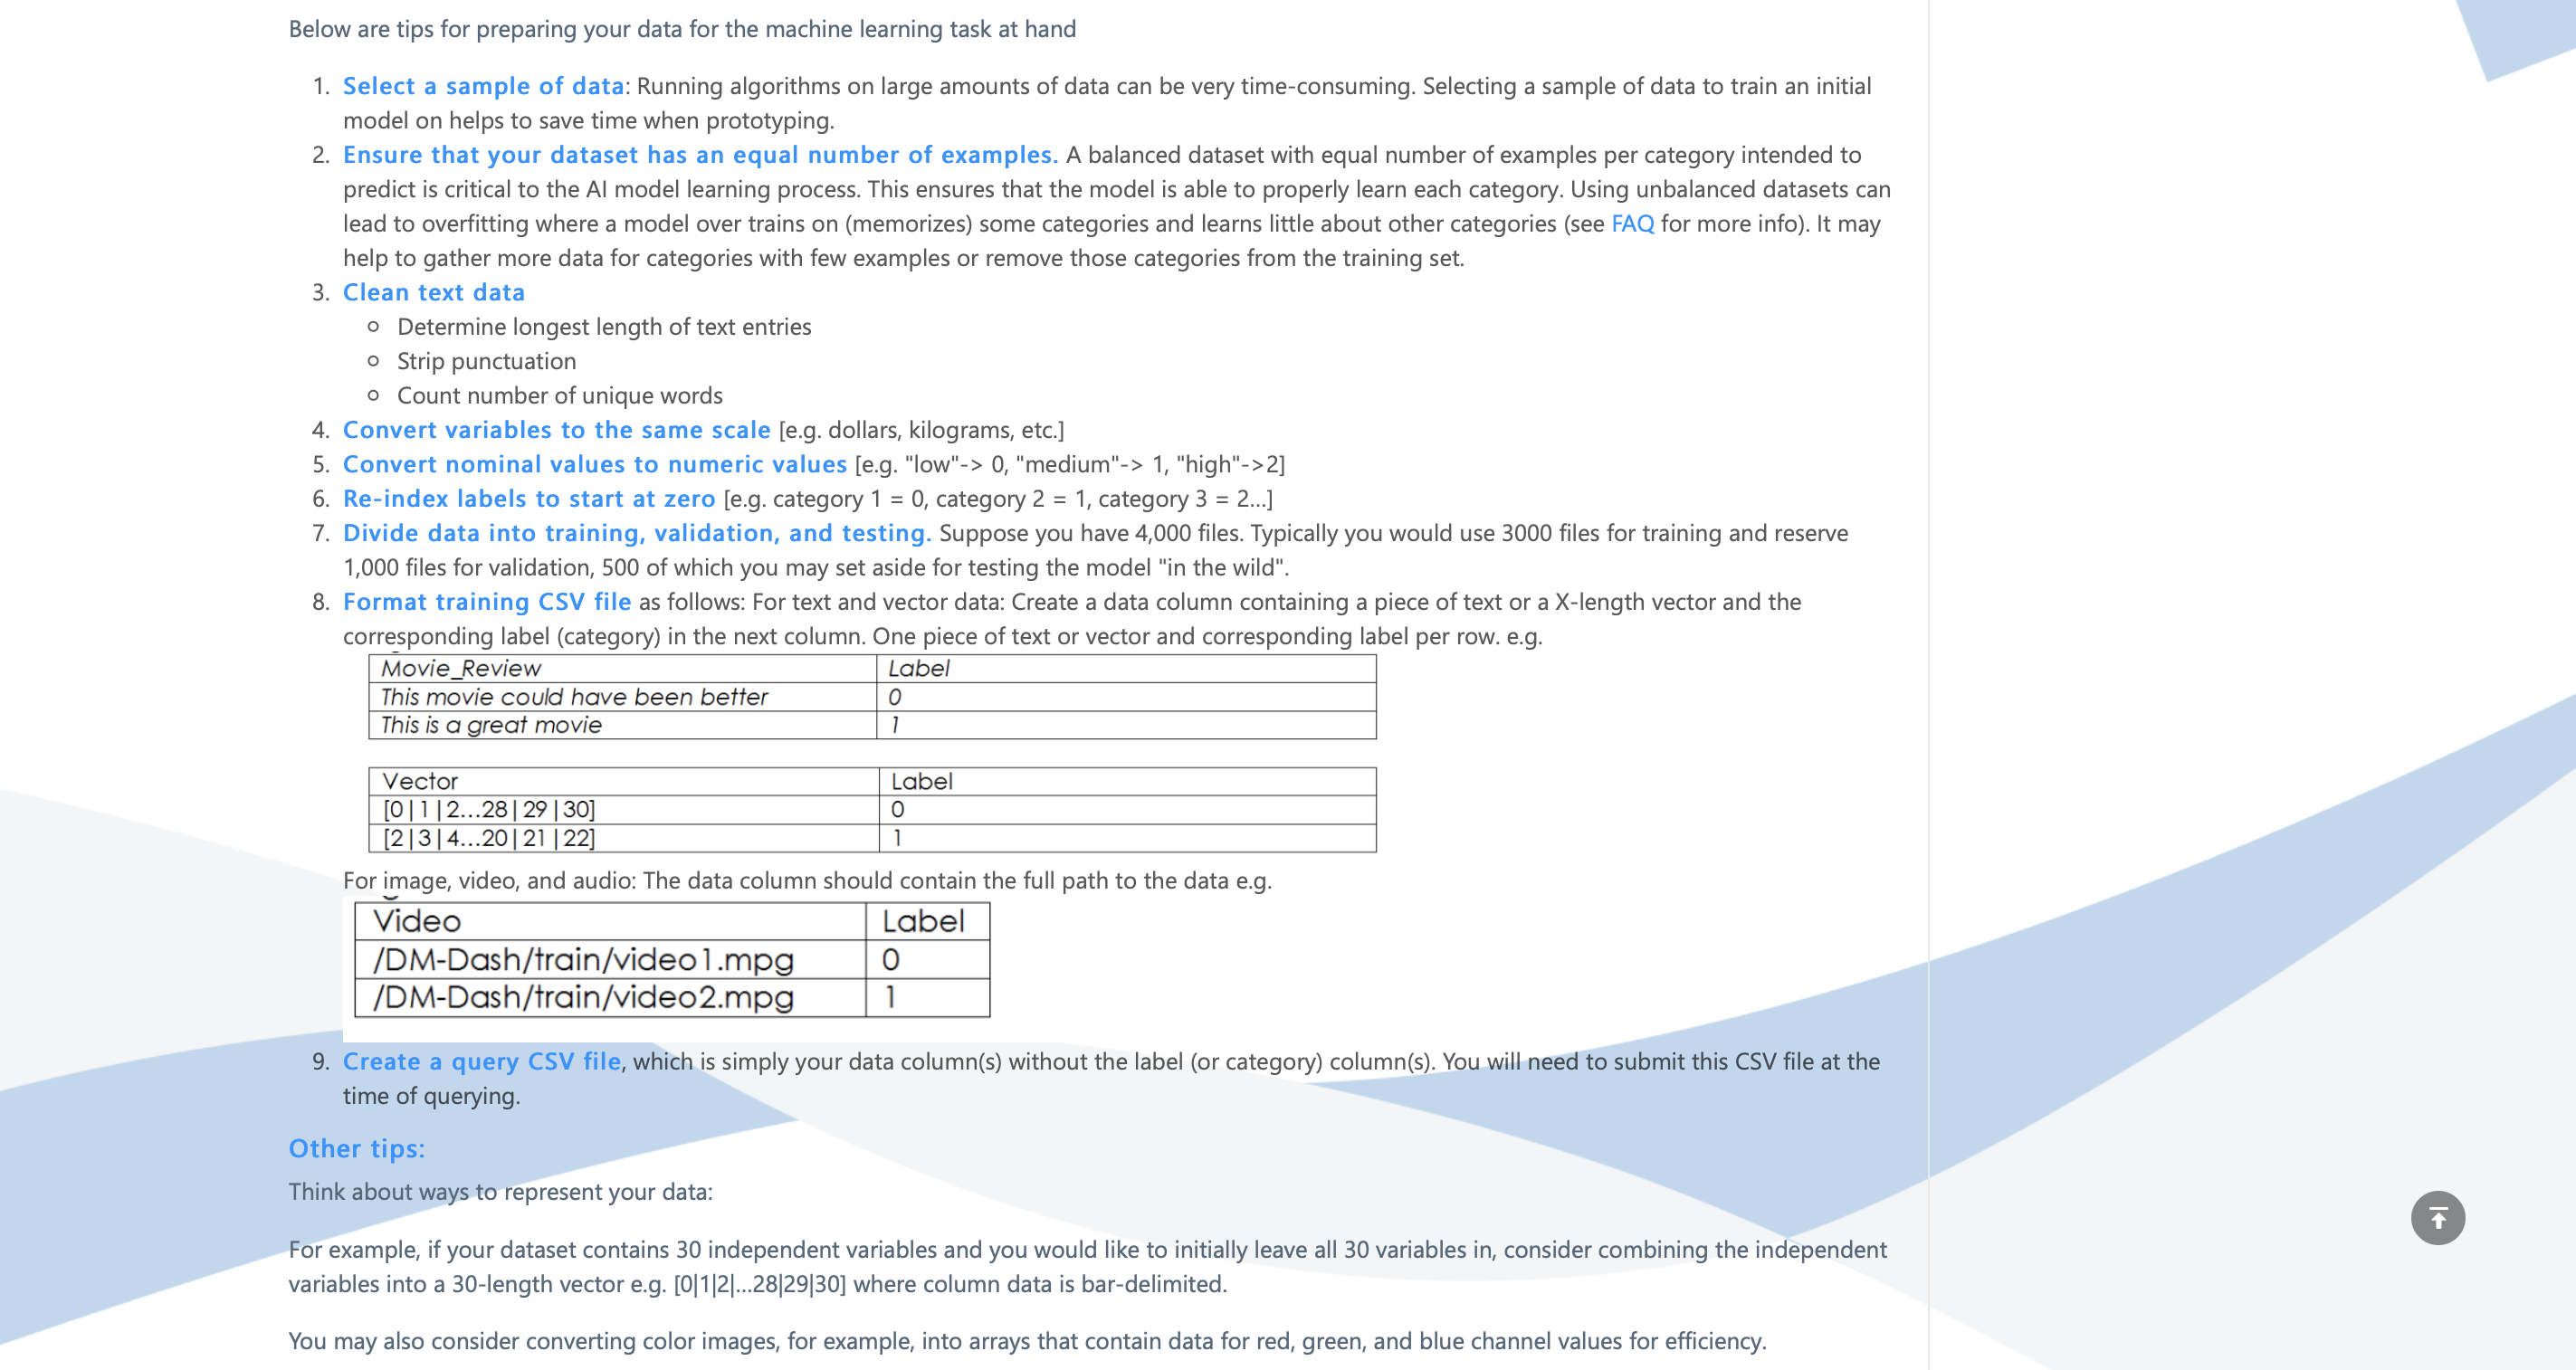 Below are tips for preparing your data for the machine learning task at hand
1. Select a sample of data: Running algorithms on large amounts of data can be very time-consuming. Selecting a sample of data to train an initial
model on helps to save time when prototyping.
2. Ensure that your dataset has an equal number of examples. A balanced dataset with equal number of examples per category intended to
predict is critical to the AI model learning process. This ensures that the model is able to properly learn each category. Using unbalanced datasets can
lead to overfitting where a model over trains on (memorizes) some categories and learns little about other categories (see FAQ for more info). It may
help to gather more data for categories with few examples or remove those categories from the training set.
3. Clean text data
Determine longest length of text entries
Strip punctuation
Count number of unique words
4. Convert variables to the same scale [e.g. dollars, kilograms, etc.]
5. Convert nominal values to numeric values [e.g. "low"-> 0, "medium"-> 1, "high"->2]
6. Re-index labels to start at zero [e.g. category 1 = 0, category 2 = 1, category 3 = 2...]
7. Divide data into training, validation, and testing. Suppose you have 4,000 files. Typically you would use 3000 files for training and reserve
1,000 files for validation, 500 of which you may set aside for testing the model "in the wild".
8. Format training CSV file as follows: For text and vector data: Create a data column containing a piece of text or a X-length vector and the
corresponding label (category) in the next column. One piece of text or vector and corresponding label per row. e.g.
Movie_Review Label
This movie could have been better 0
This is a great movie 1
Vector Label
[0|1|2...28|29|30] 0
[2|3|4...20|21|22] 1
For image, video, and audio: The data column should contain the full path to the data e.g.
Video Label
/DM-Dash/train/video1.mpg 0
/DM-Dash/train/video2.mpg 1
9. Create a query CSV file, which is simply your data column(s) without the label (or category) column(s). You will need to submit this CSV file at the
time of querying.
Other tips:
Think about ways to represent your data:
For example, if your dataset contains 30 independent variables and you would like to initially leave all 30 variables in, consider combining the independent
variables into a 30-length vector e.g. [0|1|2|...28|29|30] where column data is bar-delimited.
You may also consider converting color images, for example, into arrays that contain data for red, green, and blue channel values for efficiency.